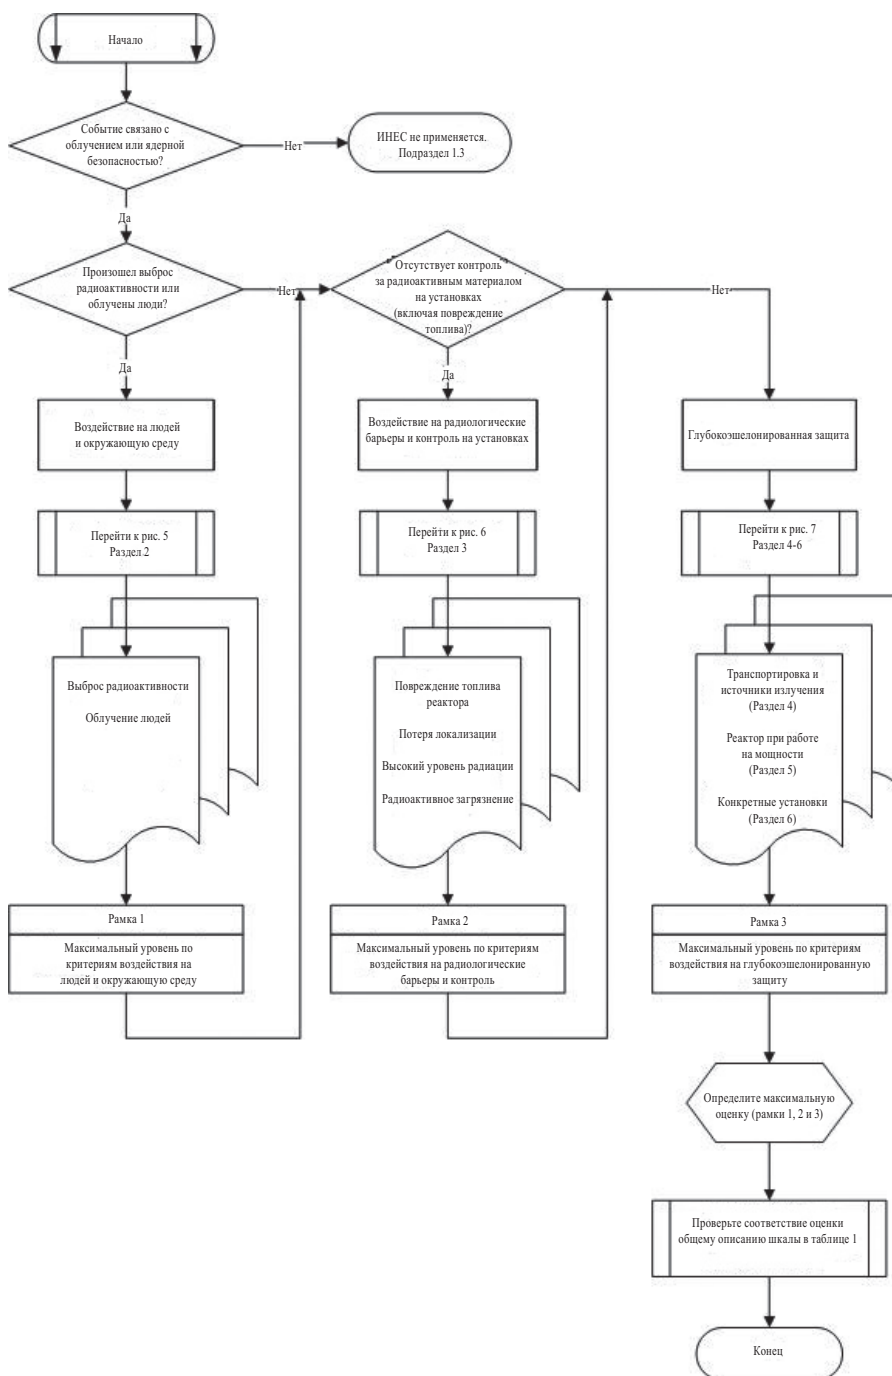 Начало
Событие связано с
облучением или ядерной
безопасностью?
Нет
ИНЕС не применяется.
Подраздел 1.3
Да
Произошел выброс
радиоактивности или
облучены люди?
Нет
Отсутствует контроль
за радиоактивным материалом
на установках
(включая повреждение
топлива)?
Нет
Да
Да
Воздействие на людей
и окружающую среду
Воздействие на радиологические
барьеры и контроль на установках
Глубокоэшелонированная защита
Перейти к рис. 5
Раздел 2
Перейти к рис. 6
Раздел 3
Перейти к рис. 7
Раздел 4-6
Выброс радиоактивности
Облучение людей
Повреждение топлива
реактора
Потеря локализации
Высокий уровень радиации
Радиоактивное загрязнение
Транспортировка и
источники излучения
(Раздел 4)
Реактор при работе
на мощности
(Раздел 5)
Конкретные установки
(Раздел 6)
Рамка 1
Максимальный уровень по
критериям воздействия на
людей и окружающую среду
Рамка 2
Максимальный уровень по критериям
воздействия на радиологические
барьеры и контроль
Рамка 3
Максимальный уровень по критериям
воздействия на глубокоэшелонированную
защиту
Определите максимальную
оценку (рамки 1, 2 и 3)
Проверьте соответствие оценки
общему описанию шкалы в таблице 1
Конец